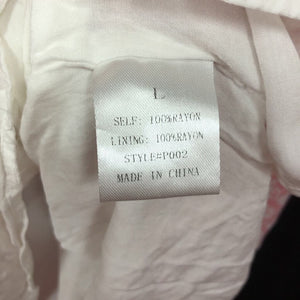 L
SELF: 100%RAYON
LINING: 100%RAYON
STYLE#P002
MADE IN CHINA